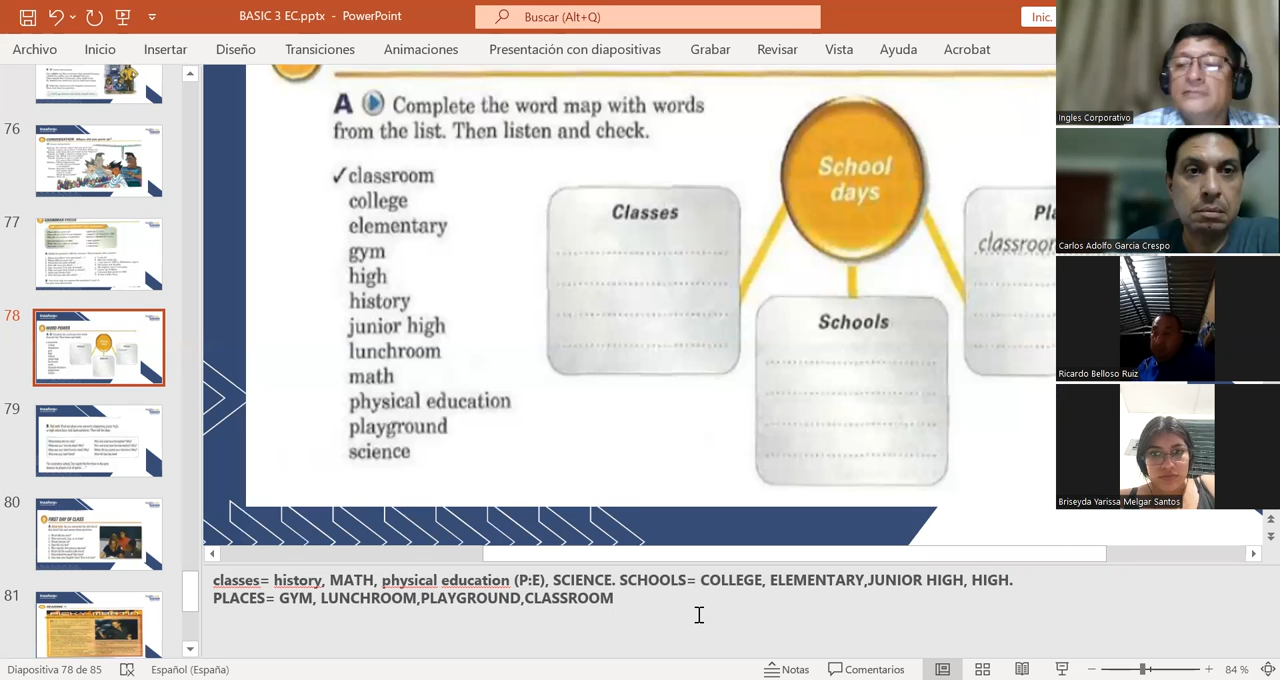 BASIC 3 EC.pptx - PowerPoint
Buscar (Alt+Q)
Inic.
Archivo Inicio Insertar Diseño Transiciones Animaciones Presentación con diapositivas Grabar Revisar Vista Ayuda Acrobat
76
77
78
79
80
81
A Complete the word map with words
from the list. Then listen and check.
✓classroom
college
elementary
gym
high
history
junior high
lunchroom
math
physical education
playground
science
Classes
School
days
Schools
classroom
Ingles Corporativo
Carlos Adolfo Garcia Crespo
Ricardo Belloso Ruiz
Briseyda Yarissa Melgar Santos
classes= history, MATH, physical education (P:E), SCIENCE. SCHOOLS= COLLEGE, ELEMENTARY,JUNIOR HIGH, HIGH.
PLACES= GYM, LUNCHROOM,PLAYGROUND,CLASSROOM
Diapositiva 78 de 85 Español (España) Notas Comentarios 84 %